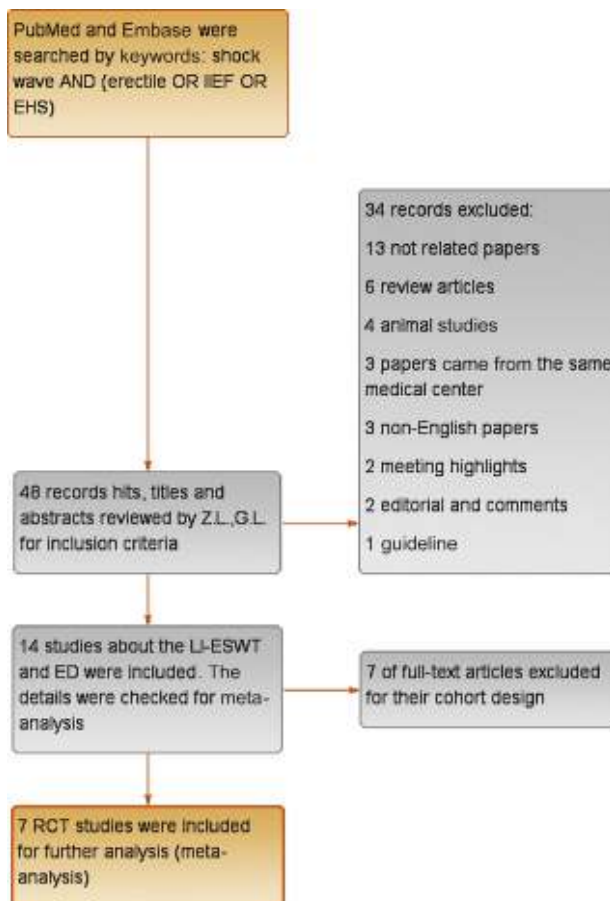 PubMed and Embase were
searched by keywords: shock
wave AND (erectile OR IIEF OR
EHS)
34 records excluded:
13 not related papers
6 review articles
4 animal studies
3 papers came from the same
medical center
3 non-English papers
2 meeting highlights
2 editorial and comments
1 guideline
48 records hits, titles and
abstracts reviewed by Z.L.,G.L.
for inclusion criteria
14 studies about the LI-ESWT
and ED were included. The
details were checked for meta-
analysis
7 of full-text articles excluded
for their cohort design
7 RCT studies were included
for further analysis (meta-
analysis)